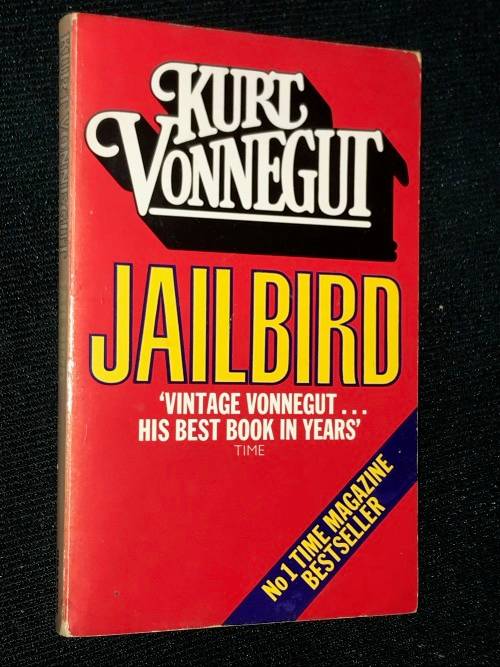 KURT
VONNEGUT
JAILBIRD
'VINTAGE VONNEGUT...
HIS BEST BOOK IN YEARS'
TIME
No 1 TIME MAGAZINE
BESTSELLER